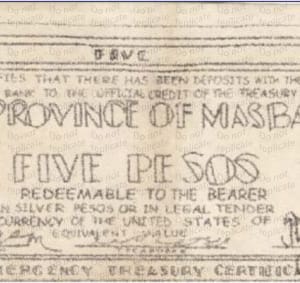 FIVE
FIES THAT THERE HAS BEEN DEPOSITS WITH THE
BANK TO THE OFFICIAL CREDIT OF THE TREASURY
PROVINCE OF MASBA
FIVE PESOS
REDEEMABLE TO THE BEARER
IN SILVER PESOS OR IN LEGAL TENDER
CURRENCY OF THE UNITED STATES OF
EQUIVALENT VALUE
EMERGENCY TREASURY CERTIFICA